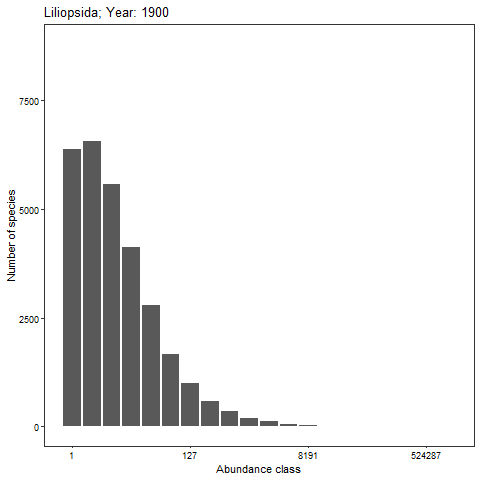 Liliopsida; Year: 1900
7500
5000
2500
0
Number of species
1 127 8191 524287
Abundance class